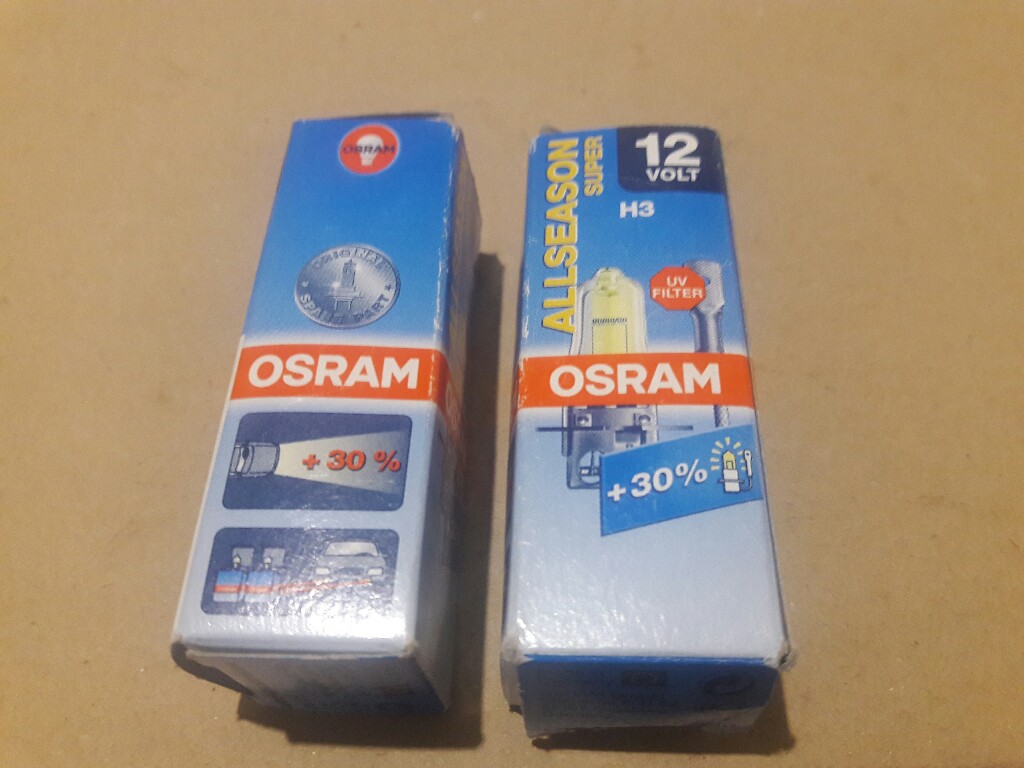 OSRAM
ORIGINAL
SPARE PART
OSRAM
+ 30 %
ALLSEASON
SUPER
12
VOLT
H3
UV
FILTER
OSRAM
+30%